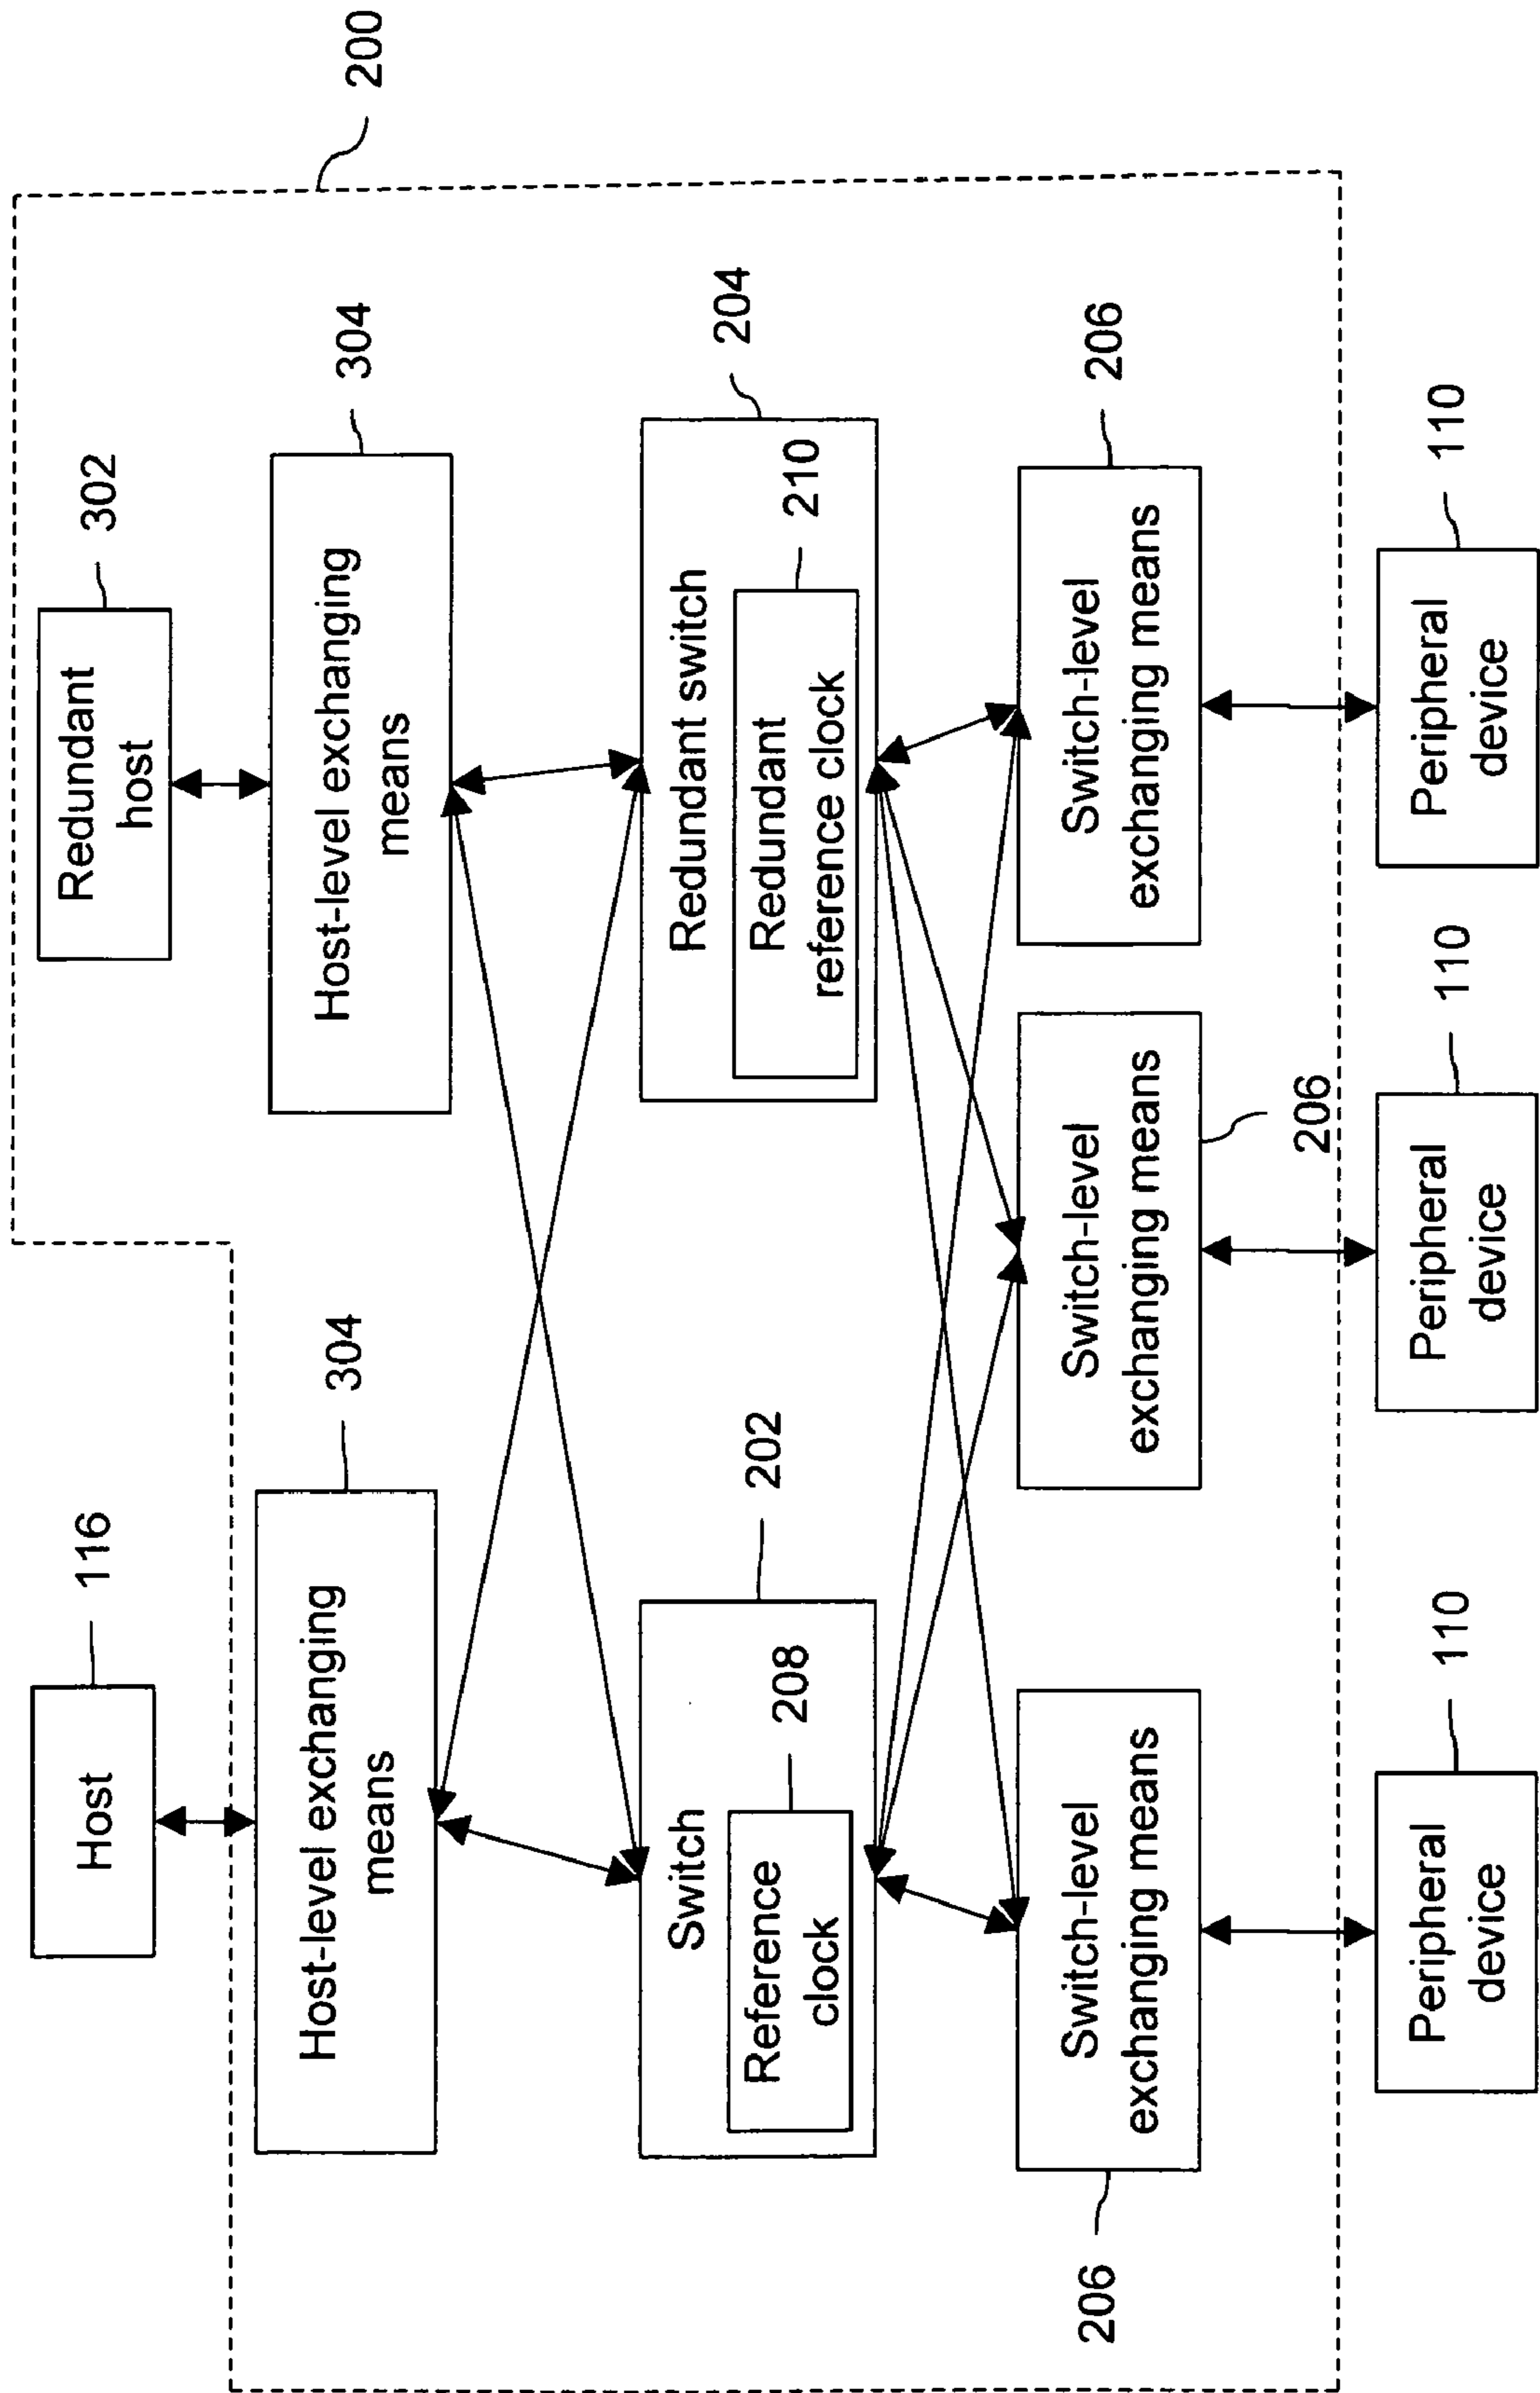 200
116
Host
302
Redundant
host
304
Host-level exchanging
means
304
Host-level exchanging
means
202
Switch
208
Reference
clock
204
Redundant switch
210
Redundant
reference clock
206
Switch-level
exchanging means
206
Switch-level
exchanging means
206
Switch-level
exchanging means
110
Peripheral
device
110
Peripheral
device
110
Peripheral
device